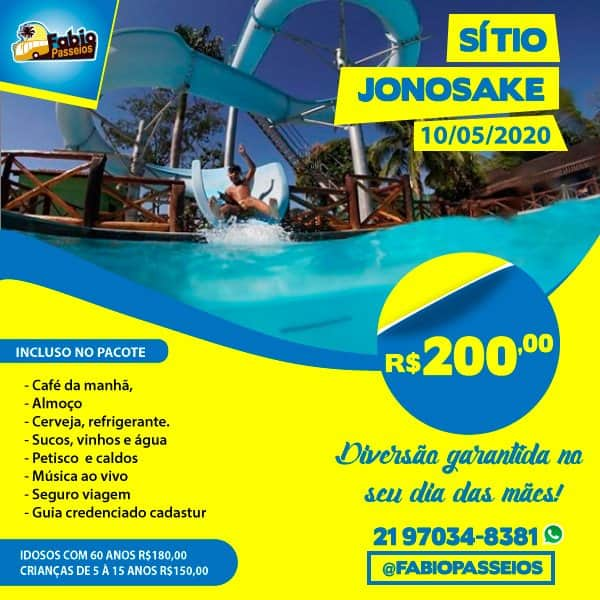 Fabio
Passeios
SÍTIO
JONOSAKE
10/05/2020
R$200,00
INCLUSO NO PACOTE
- Café da manhã,
- Almoço
- Cerveja, refrigerante.
- Sucos, vinhos e água
- Petisco e caldos
- Música ao vivo
- Seguro viagem
- Guia credenciado cadastur
IDOSOS COM 60 ANOS R$180,00
CRIANÇAS DE 5 À 15 ANOS R$150,00
Diversão garantida no
seu dia das mães!
21 97034-8381
@FABIOPASSEIOS